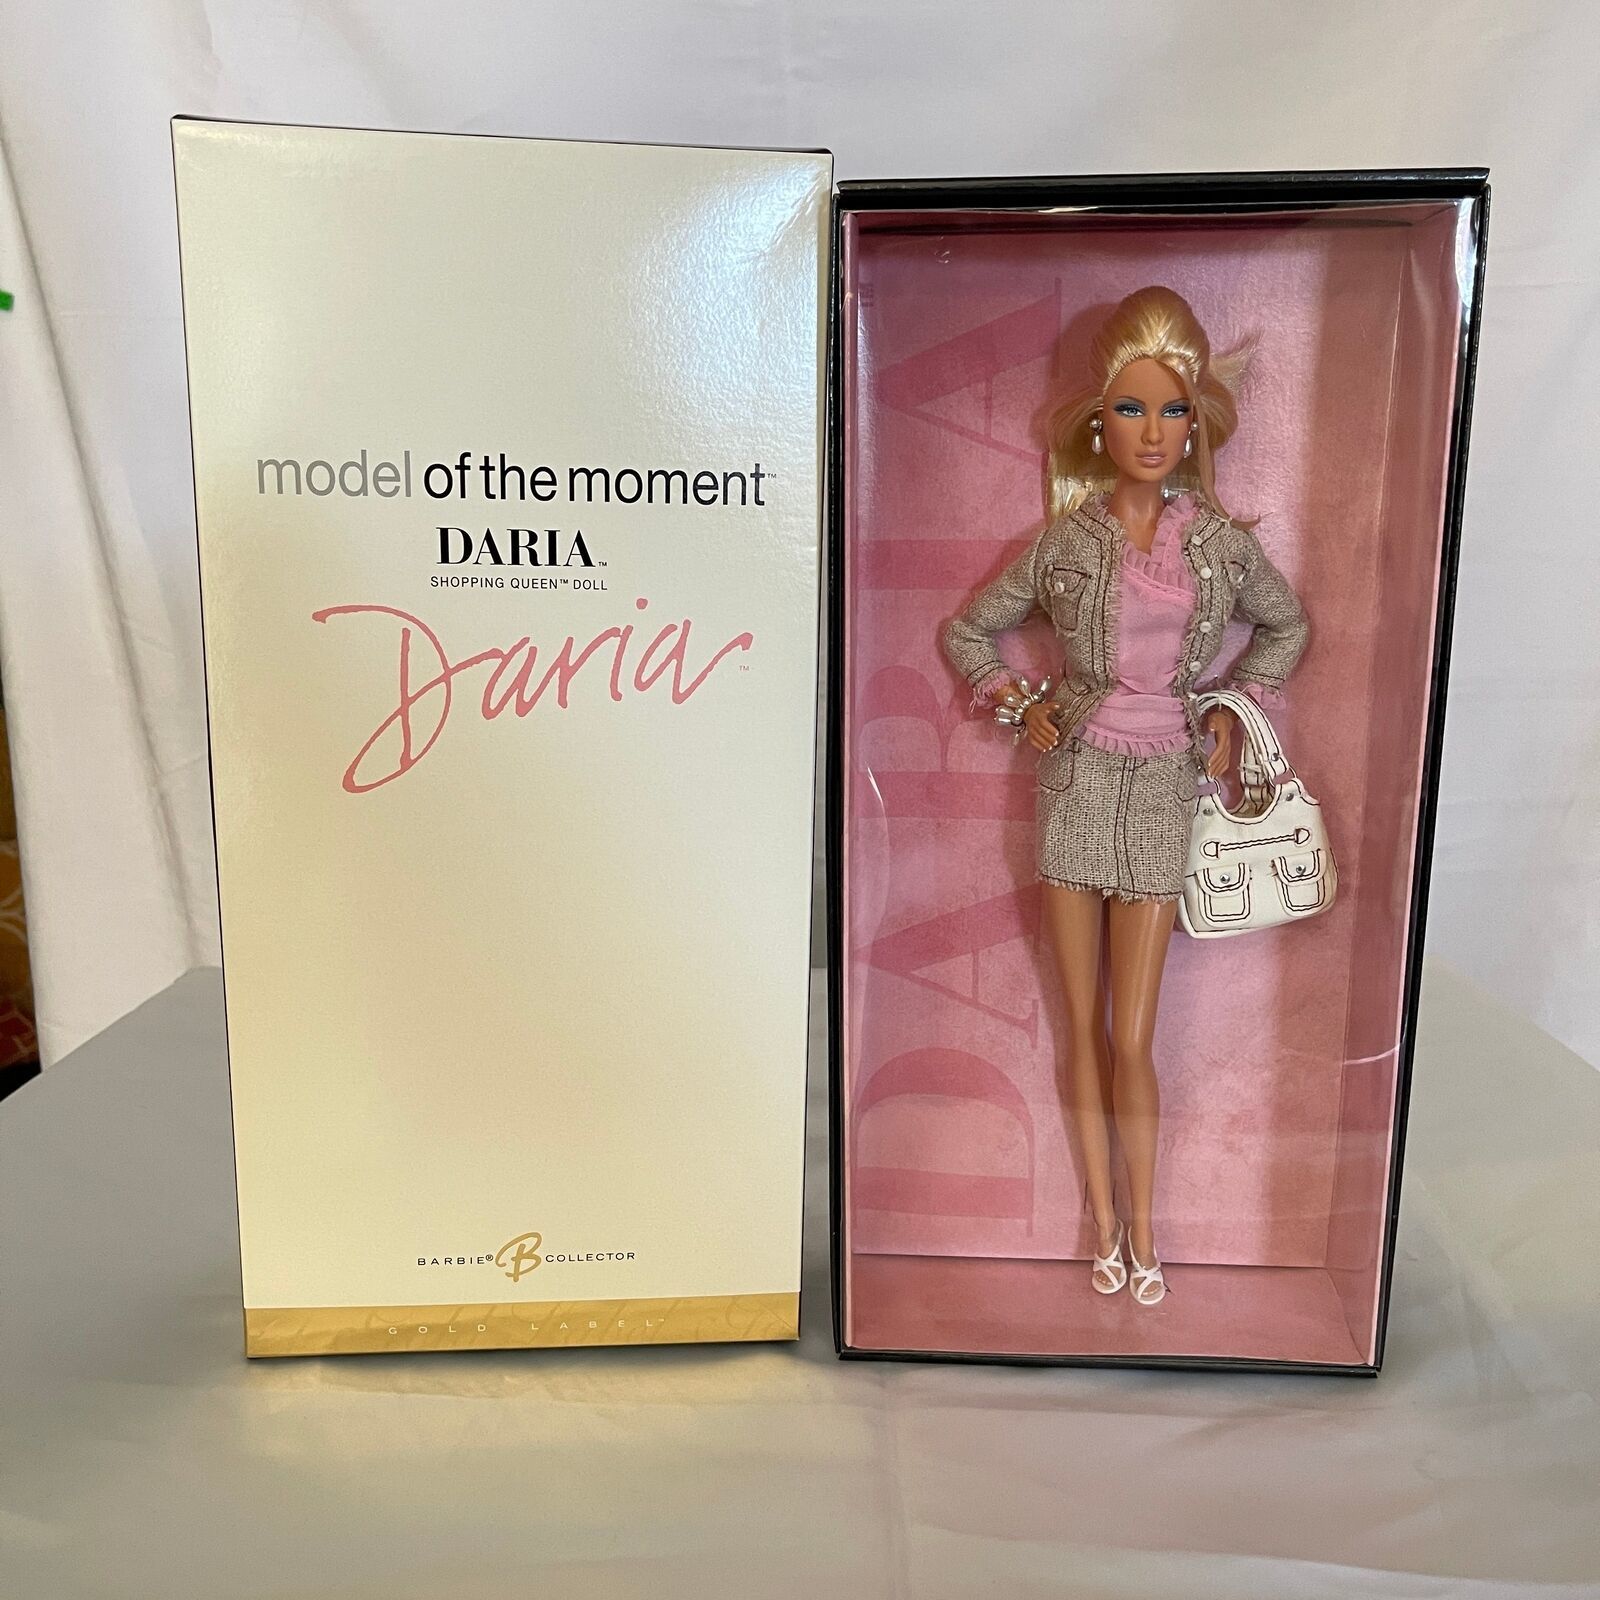 model of the moment™
DARIA™
SHOPPING QUEEN™ DOLL
Daria™
BARBIE® B COLLECTOR
GOLD LABEL™
DARIA